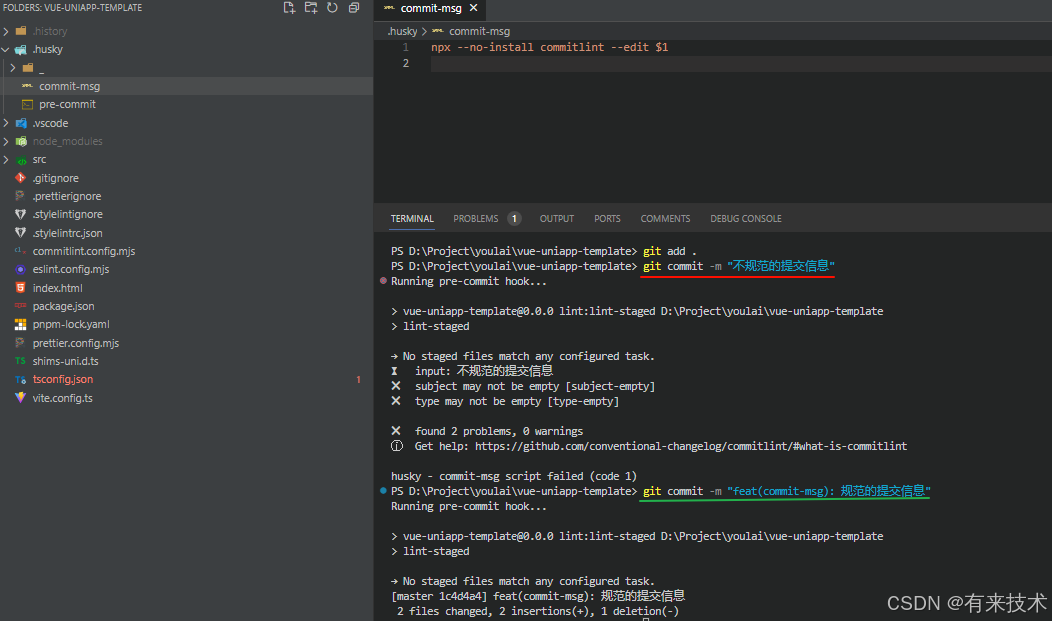 FOLDERS: VUE-UNIAPP-TEMPLATE
.history
.husky
_
commit-msg
pre-commit
.vscode
node_modules
src
.gitignore
.prettierignore
.stylelintignore
.stylelintrc.json
commitlint.config.mjs
eslint.config.mjs
index.html
package.json
pnpm-lock.yaml
prettier.config.mjs
shims-uni.d.ts
tsconfig.json 1
vite.config.ts
commit-msg
.husky > commit-msg
1 npx --no-install commitlint --edit $1
2
TERMINAL PROBLEMS 1 OUTPUT PORTS COMMENTS DEBUG CONSOLE
PS D:\Project\youlai\vue-uniapp-template> git add .
PS D:\Project\youlai\vue-uniapp-template> git commit -m "不规范的提交信息"
Running pre-commit hook...
> vue-uniapp-template@0.0.0 lint:lint-staged D:\Project\youlai\vue-uniapp-template
> lint-staged
→ No staged files match any configured task.
⧗ input: 不规范的提交信息
✖ subject may not be empty [subject-empty]
✖ type may not be empty [type-empty]
✖ found 2 problems, 0 warnings
ⓘ Get help: https://github.com/conventional-changelog/commitlint/#what-is-commitlint
husky - commit-msg script failed (code 1)
PS D:\Project\youlai\vue-uniapp-template> git commit -m "feat(commit-msg): 规范的提交信息"
Running pre-commit hook...
> vue-uniapp-template@0.0.0 lint:lint-staged D:\Project\youlai\vue-uniapp-template
> lint-staged
→ No staged files match any configured task.
[master 1c4d4a4] feat(commit-msg): 规范的提交信息
2 files changed, 2 insertions(+), 1 deletion(-)
CSDN @有来技术